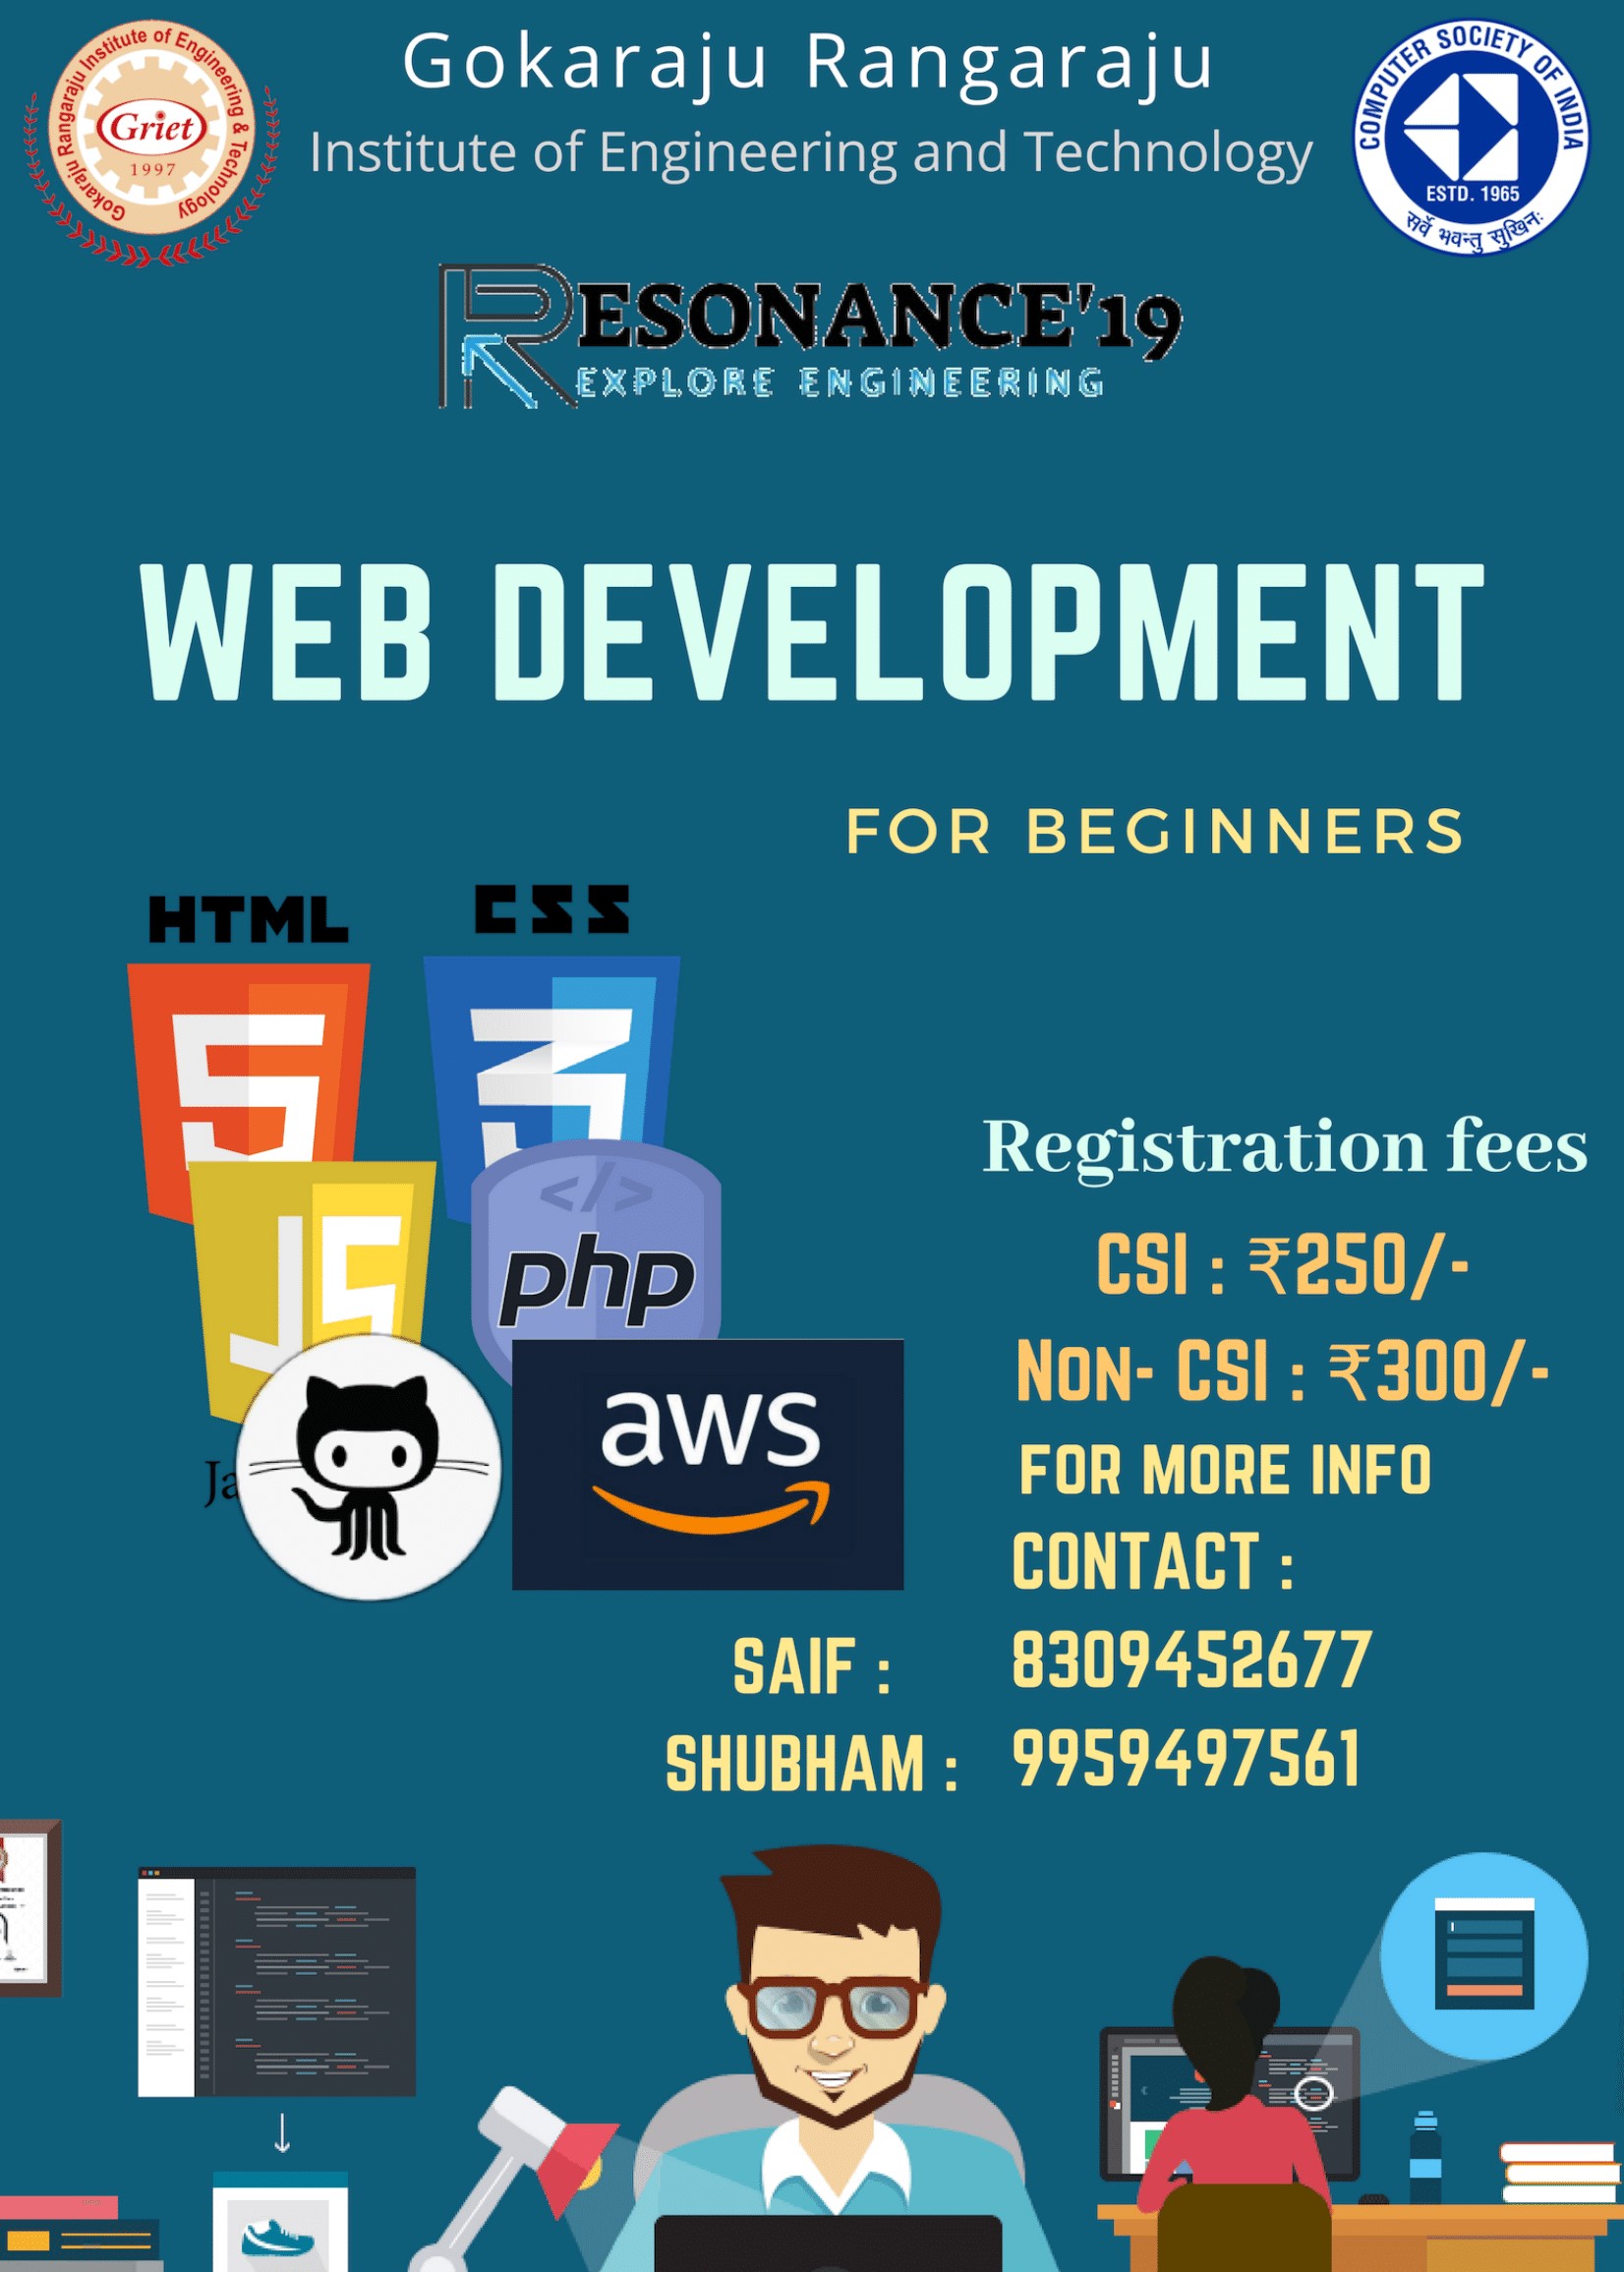 Gokaraju Rangaraju Institute of Engineering & Technology
Griet
1997
Gokaraju Rangaraju
Institute of Engineering and Technology
COMPUTER SOCIETY OF INDIA
ESTD. 1965
सर्वे भवन्तु सुखिनः
RESONANCE'19
EXPLORE ENGINEERING
WEB DEVELOPMENT
FOR BEGINNERS
HTML
CSS
5
3
JS
</>
php
Ja
aws
Registration fees
CSI : ₹250/-
NON- CSI : ₹300/-
FOR MORE INFO
CONTACT :
SAIF : 8309452677
SHUBHAM : 9959497561